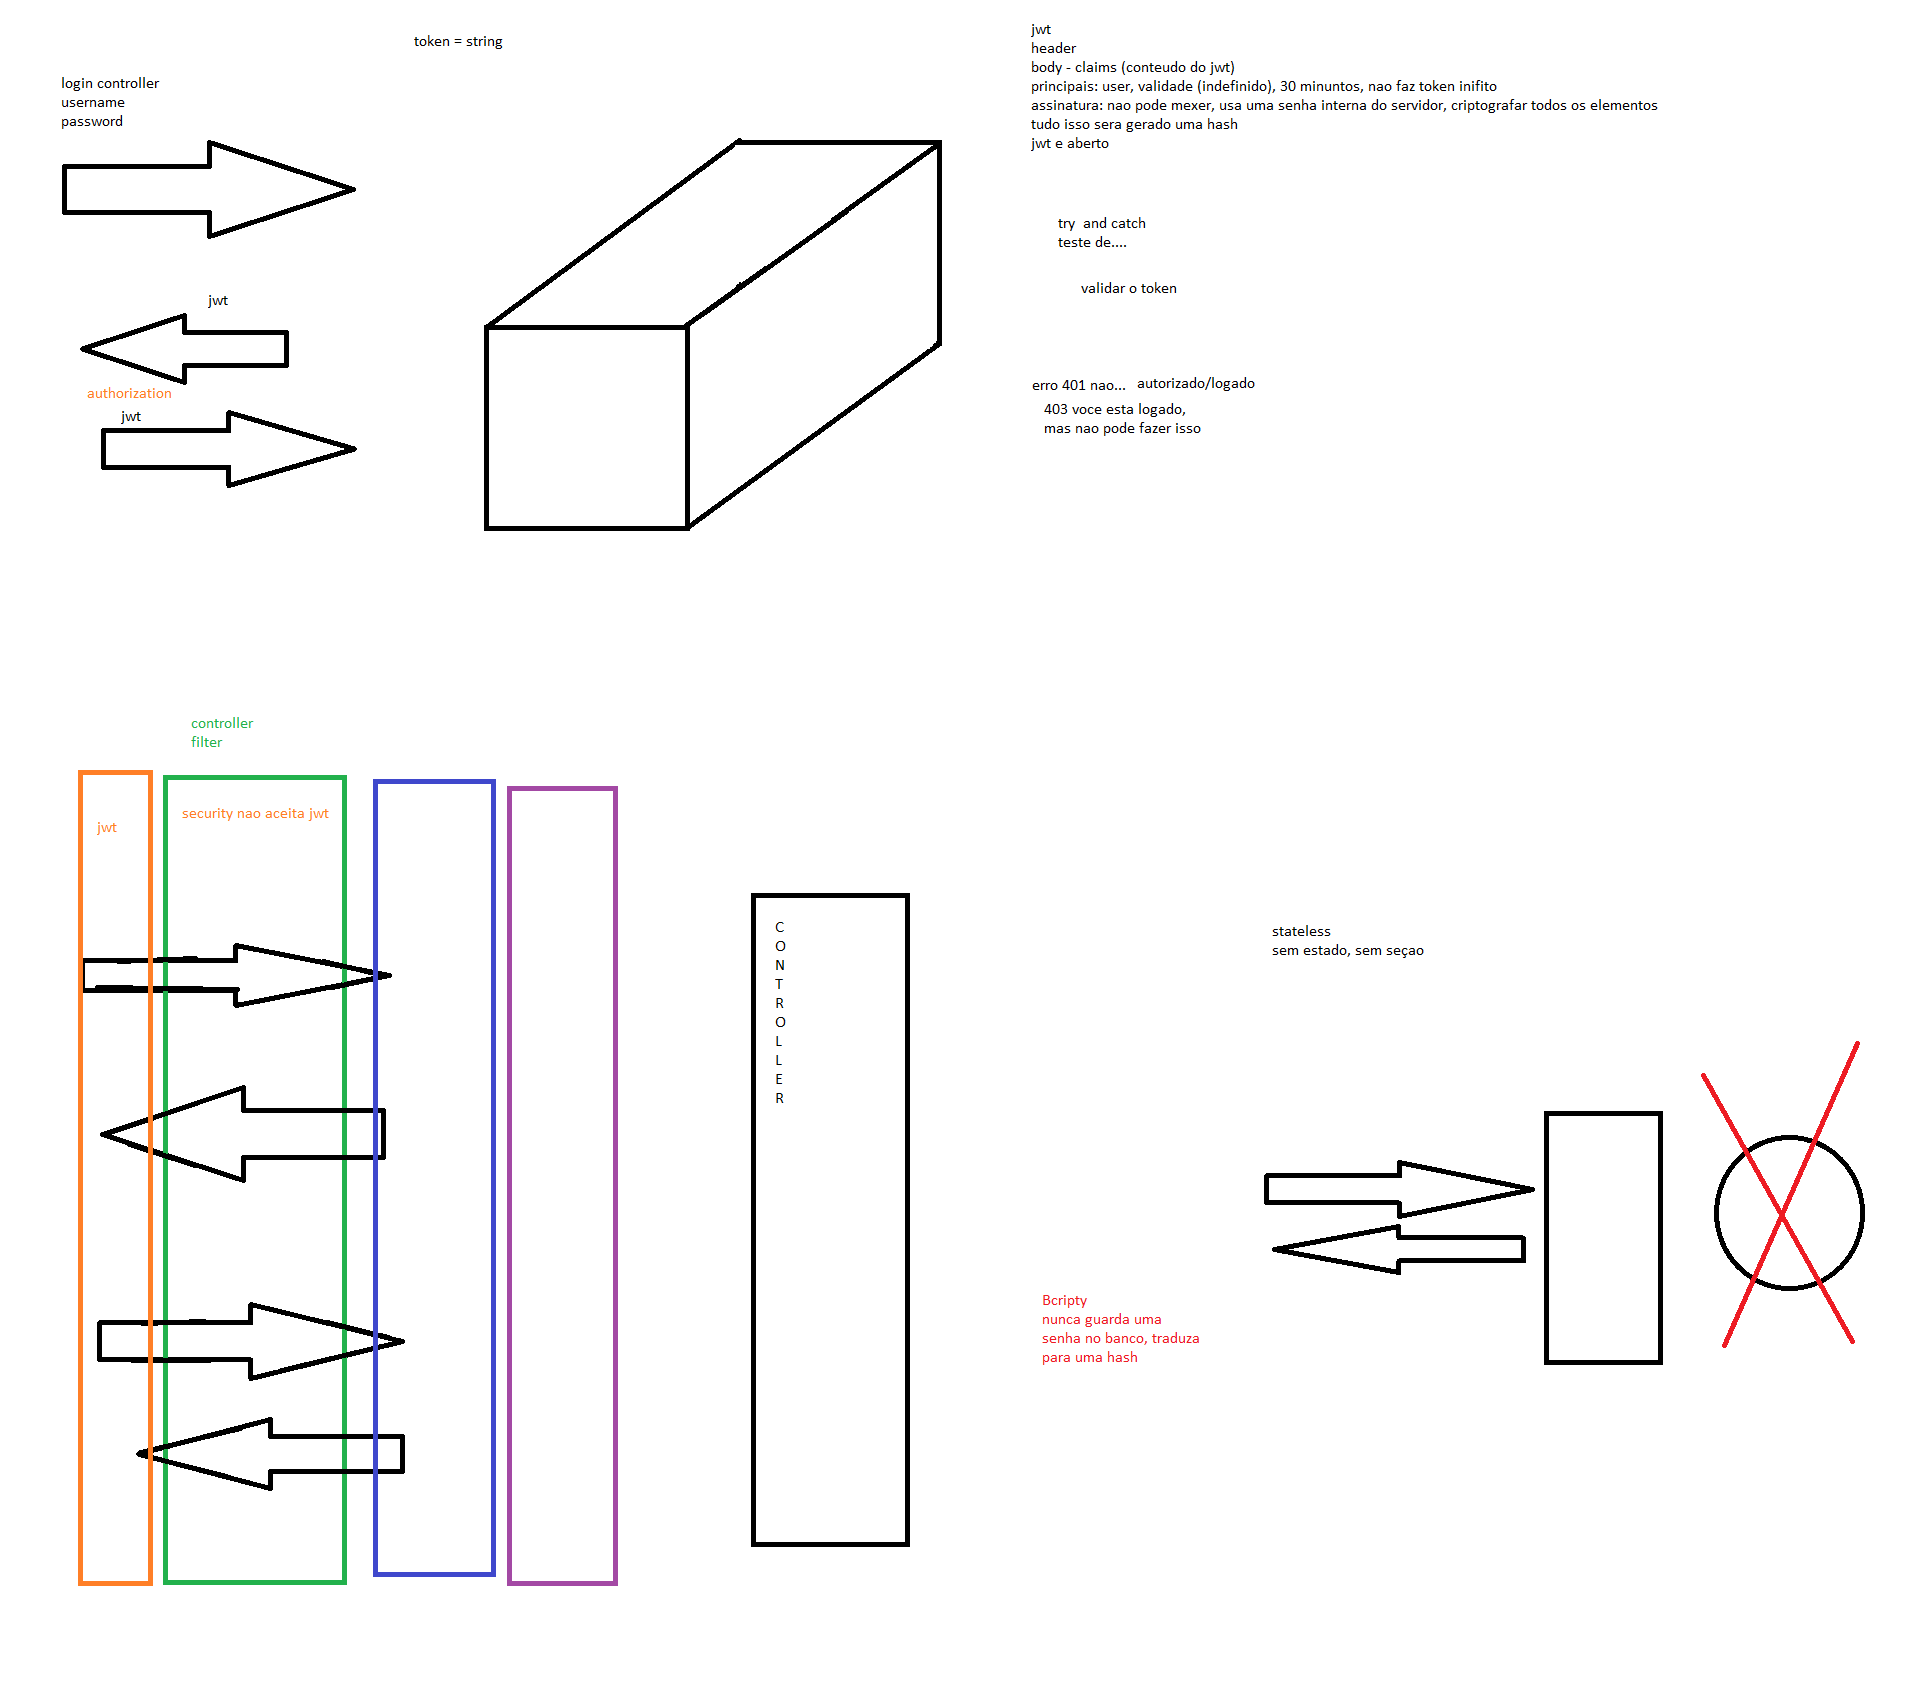 token = string
login controller
username
password
jwt
authorization
jwt
jwt
header
body - claims (conteudo do jwt)
principais: user, validade (indefinido), 30 minuntos, nao faz token inifito
assinatura: nao pode mexer, usa uma senha interna do servidor, criptografar todos os elementos
tudo isso sera gerado uma hash
jwt e aberto
try  and catch
teste de....
validar o token
erro 401 nao... autorizado/logado
403 voce esta logado,
mas nao pode fazer isso
controller
filter
jwt
security nao aceita jwt
C
O
N
T
R
O
L
L
E
R
stateless
sem estado, sem seçao
Bcripty
nunca guarda uma
senha no banco, traduza
para uma hash